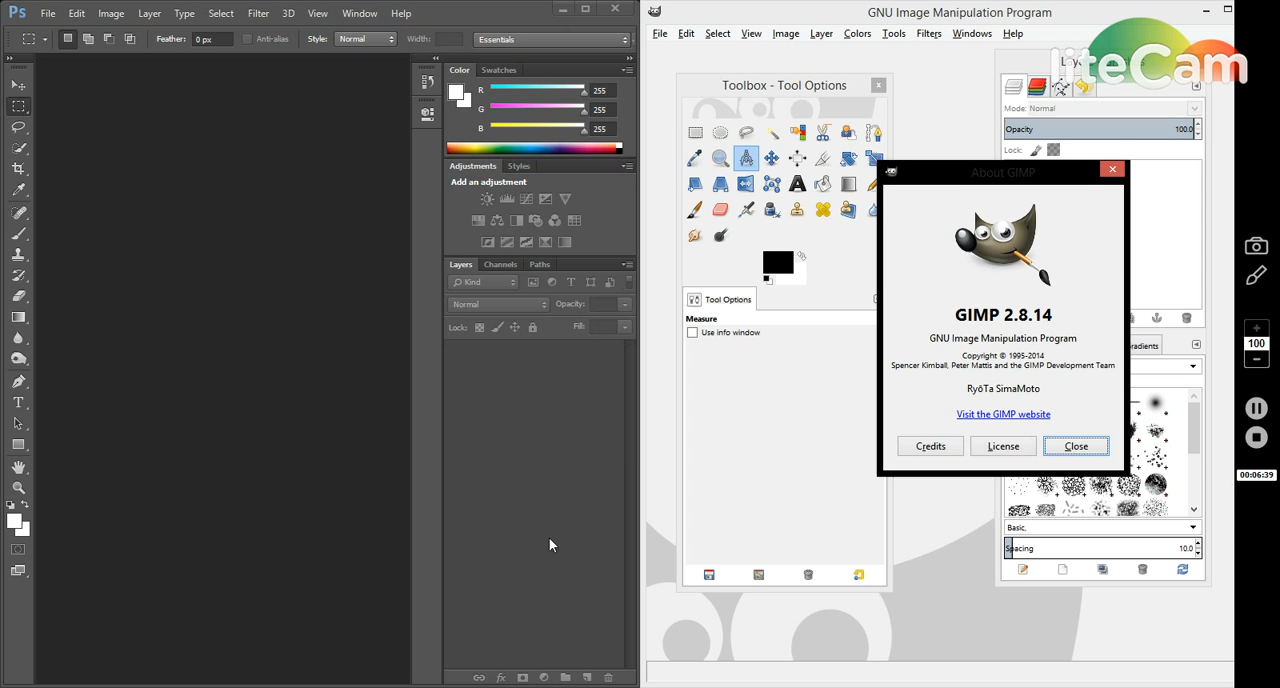 Ps File Edit Image Layer Type Select Filter 3D View Window Help
Feather: 0 px Anti-alias Style: Normal Width: Essentials
Color Swatches
R 255
G 255
B 255
Adjustments Styles
Add an adjustment
Layers Channels Paths
Kind
Normal Opacity:
Lock: Fill:
fx
GNU Image Manipulation Program
File Edit Select View Image Layer Colors Tools Filters Windows Help
liteCam
Toolbox - Tool Options
Tool Options
Measure
Use info window
Mode: Normal
Opacity 100.0
Lock:
About GIMP
GIMP 2.8.14
GNU Image Manipulation Program
Copyright © 1995-2014
Spencer Kimball, Peter Mattis and the GIMP Development Team
RyōTa SimaMoto
Visit the GIMP website
Credits License Close
Basic,
Spacing 10.0
100
00:06:39